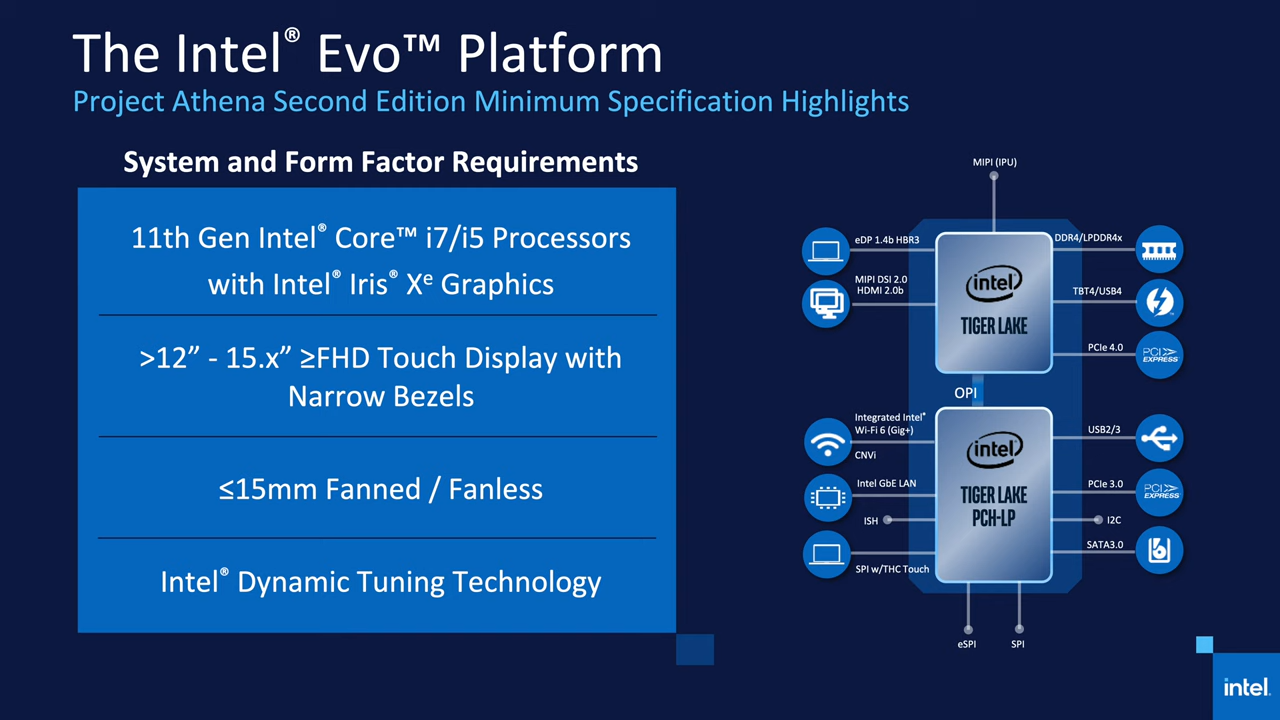 The Intel® Evo™ Platform
Project Athena Second Edition Minimum Specification Highlights
System and Form Factor Requirements
11th Gen Intel® Core™ i7/i5 Processors
with Intel® Iris® Xᵉ Graphics
>12” - 15.x” ≥FHD Touch Display with
Narrow Bezels
≤15mm Fanned / Fanless
Intel® Dynamic Tuning Technology
MIPI (IPU)
eDP 1.4b HBR3
MIPI DSI 2.0
HDMI 2.0b
intel®
TIGER LAKE
DDR4/LPDDR4x
TBT4/USB4
PCIe 4.0
PCI EXPRESS
OPI
Integrated Intel®
Wi-Fi 6 (Gig+)
CNVi
Intel GbE LAN
ISH
SPI w/THC Touch
intel®
TIGER LAKE
PCH-LP
USB2/3
PCIe 3.0
PCI EXPRESS
I2C
SATA3.0
eSPI
SPI
intel.